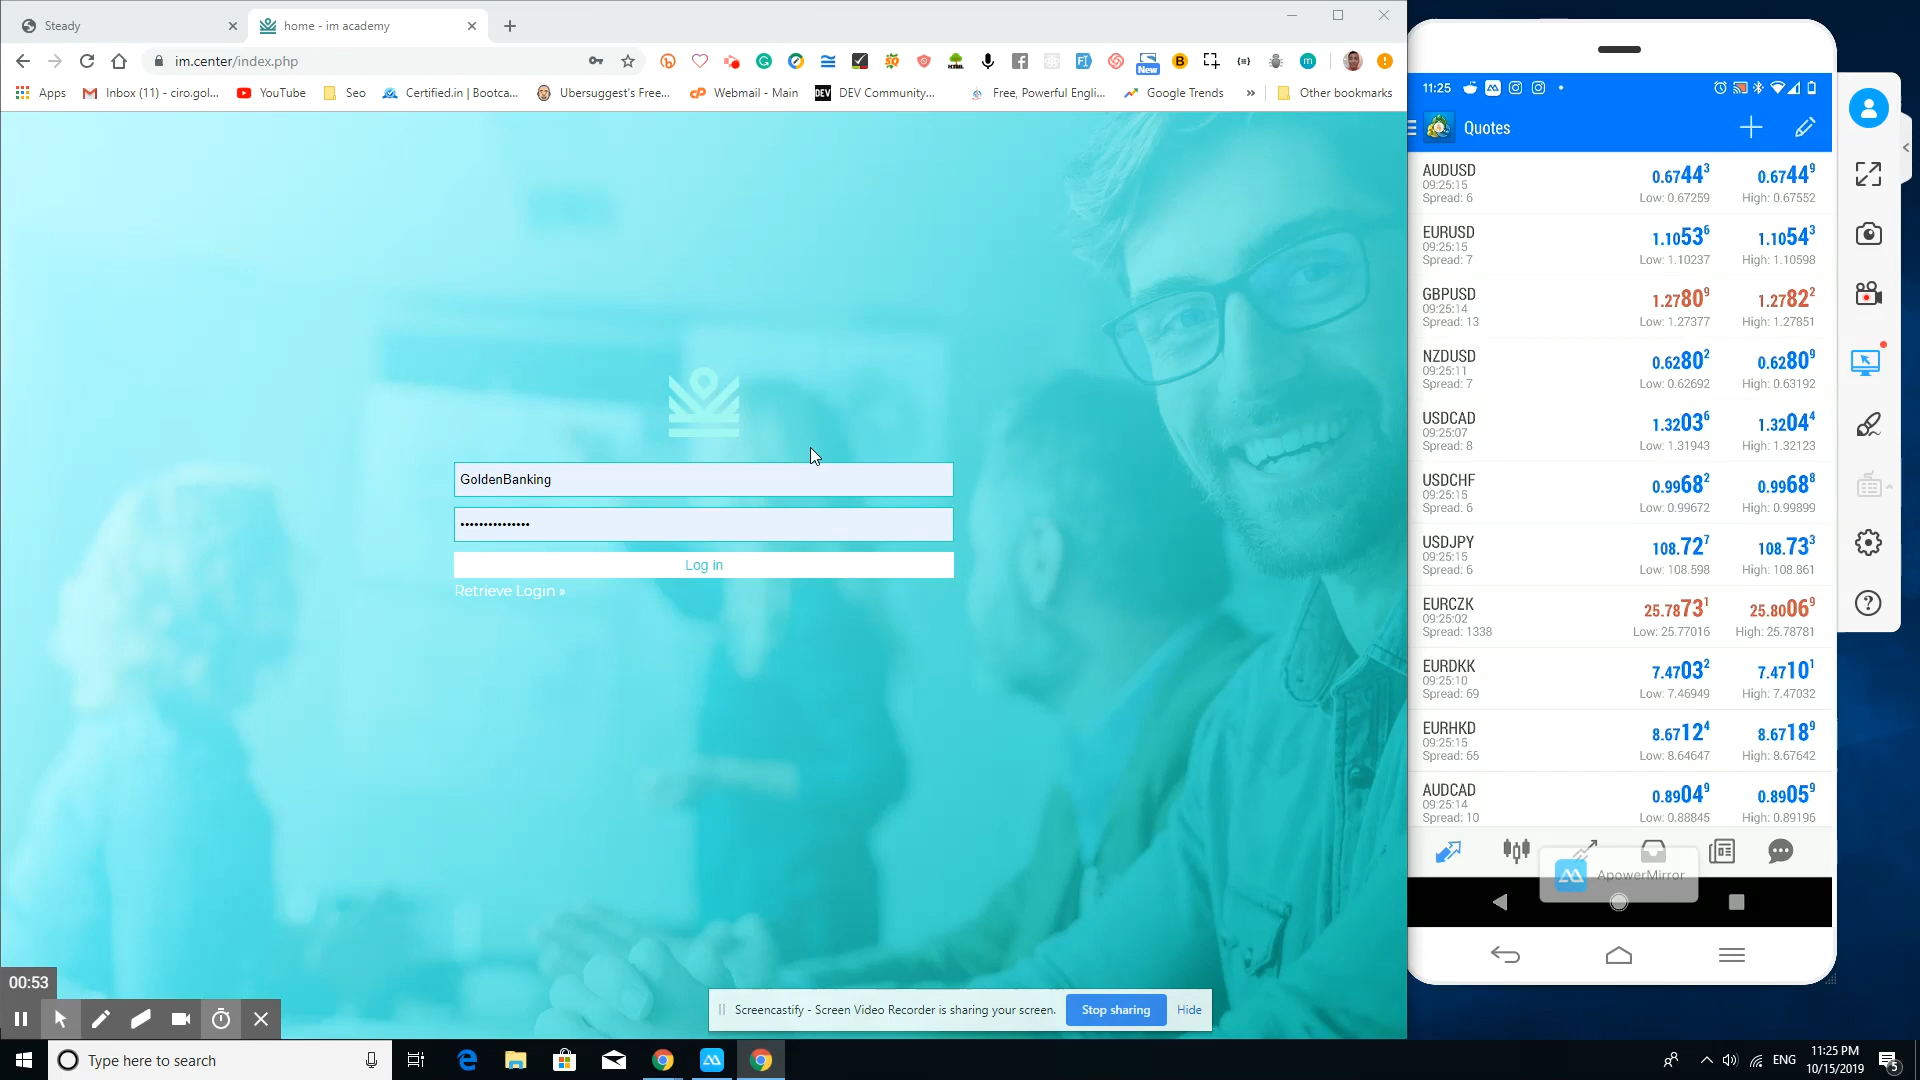 Steady
home - im academy
im.center/index.php
New
Apps
Inbox (11) - ciro.gol...
YouTube
Seo
Certified.in | Bootca...
Ubersuggest's Free...
Webmail - Main
DEV Community...
Free, Powerful Engli...
Google Trends
Other bookmarks
GoldenBanking
•••••••••••••••
Log in
Retrieve Login »
00:53
Screencastify - Screen Video Recorder is sharing your screen.
Stop sharing
Hide
11:25
Quotes
AUDUSD
09:25:15
Spread: 6
0.67443
0.67449
Low: 0.67259
High: 0.67552
EURUSD
09:25:15
Spread: 7
1.10536
1.10543
Low: 1.10237
High: 1.10598
GBPUSD
09:25:14
Spread: 13
1.27809
1.27822
Low: 1.27377
High: 1.27851
NZDUSD
09:25:11
Spread: 7
0.62802
0.62809
Low: 0.62692
High: 0.63192
USDCAD
09:25:07
Spread: 8
1.32036
1.32044
Low: 1.31943
High: 1.32123
USDCHF
09:25:15
Spread: 6
0.99682
0.99688
Low: 0.99672
High: 0.99899
USDJPY
09:25:15
Spread: 6
108.727
108.733
Low: 108.598
High: 108.861
EURCZK
09:25:02
Spread: 1338
25.78731
25.80069
Low: 25.77016
High: 25.78781
EURDKK
09:25:10
Spread: 69
7.47032
7.47101
Low: 7.46949
High: 7.47032
EURHKD
09:25:15
Spread: 65
8.67124
8.67189
Low: 8.64647
High: 8.67642
AUDCAD
09:25:14
Spread: 10
0.89049
0.89059
Low: 0.88845
High: 0.89196
ApowerMirror
Type here to search
ENG
11:25 PM
10/15/2019
5